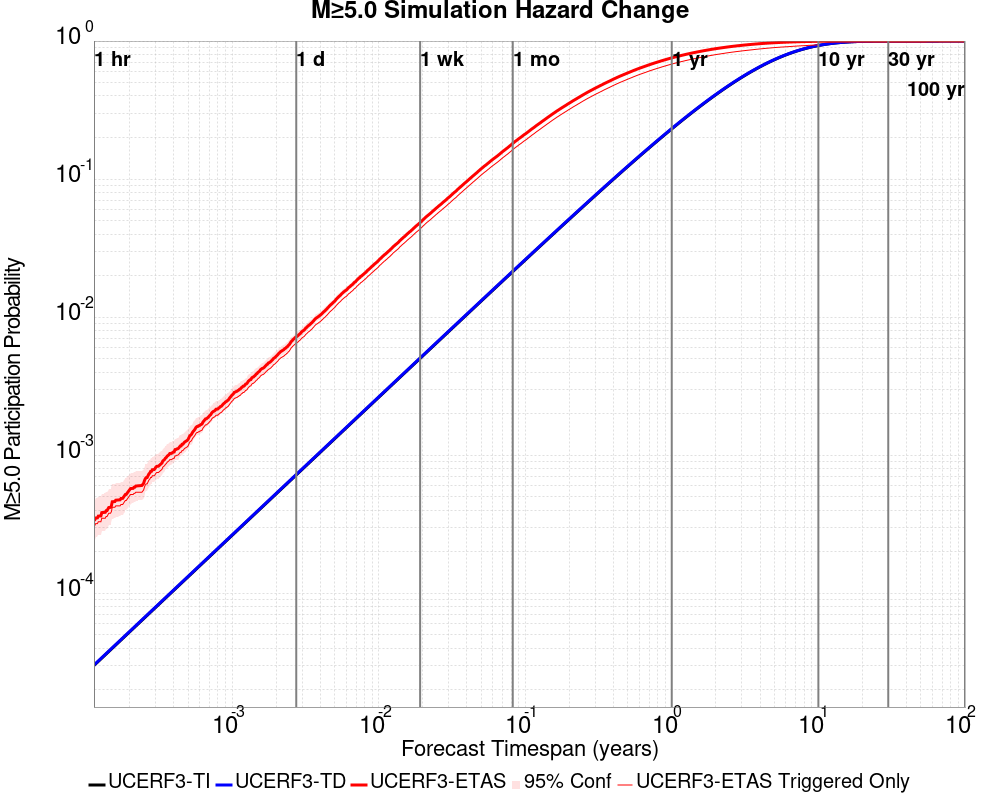 M≥5.0 Simulation Hazard Change
10^0
1 hr
1 d
1 wk
1 mo
1 yr
10 yr
30 yr
100 yr
10^-1
10^-2
10^-3
10^-4
M≥5.0 Participation Probability
10^-3
10^-2
10^-1
10^0
10^1
10^2
Forecast Timespan (years)
UCERF3-TI UCERF3-TD UCERF3-ETAS 95% Conf UCERF3-ETAS Triggered Only